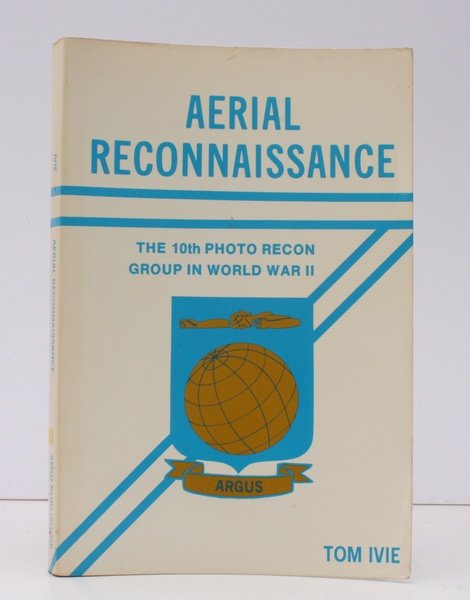 AERIAL
RECONNAISSANCE
THE 10th PHOTO RECON
GROUP IN WORLD WAR II
ARGUS
TOM IVIE
IVIE
AERIAL RECONNAISSANCE